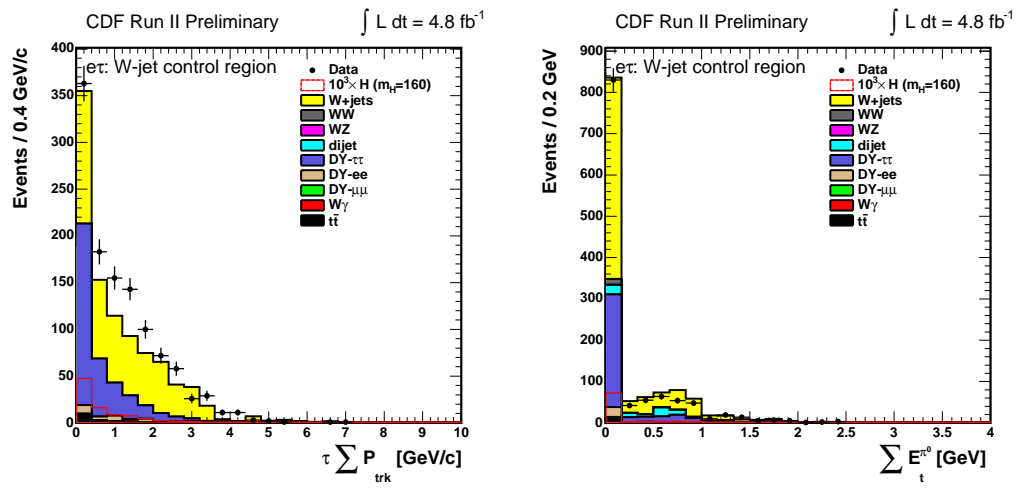 CDF Run II Preliminary ∫ L dt = 4.8 fb⁻¹
eτ: W-jet control region
Data
10³× H (m_H=160)
W+jets
WW
WZ
dijet
DY-ττ
DY-ee
DY-μμ
Wγ
tt̄
Events / 0.4 GeV/c
400
350
300
250
200
150
100
50
0
0 1 2 3 4 5 6 7 8 9 10
τ ∑ P_trk [GeV/c]
CDF Run II Preliminary ∫ L dt = 4.8 fb⁻¹
eτ: W-jet control region
Data
10³× H (m_H=160)
W+jets
WW
WZ
dijet
DY-ττ
DY-ee
DY-μμ
Wγ
tt̄
Events / 0.2 GeV
900
800
700
600
500
400
300
200
100
0
0 0.5 1 1.5 2 2.5 3 3.5 4
∑ E_t^π⁰ [GeV]